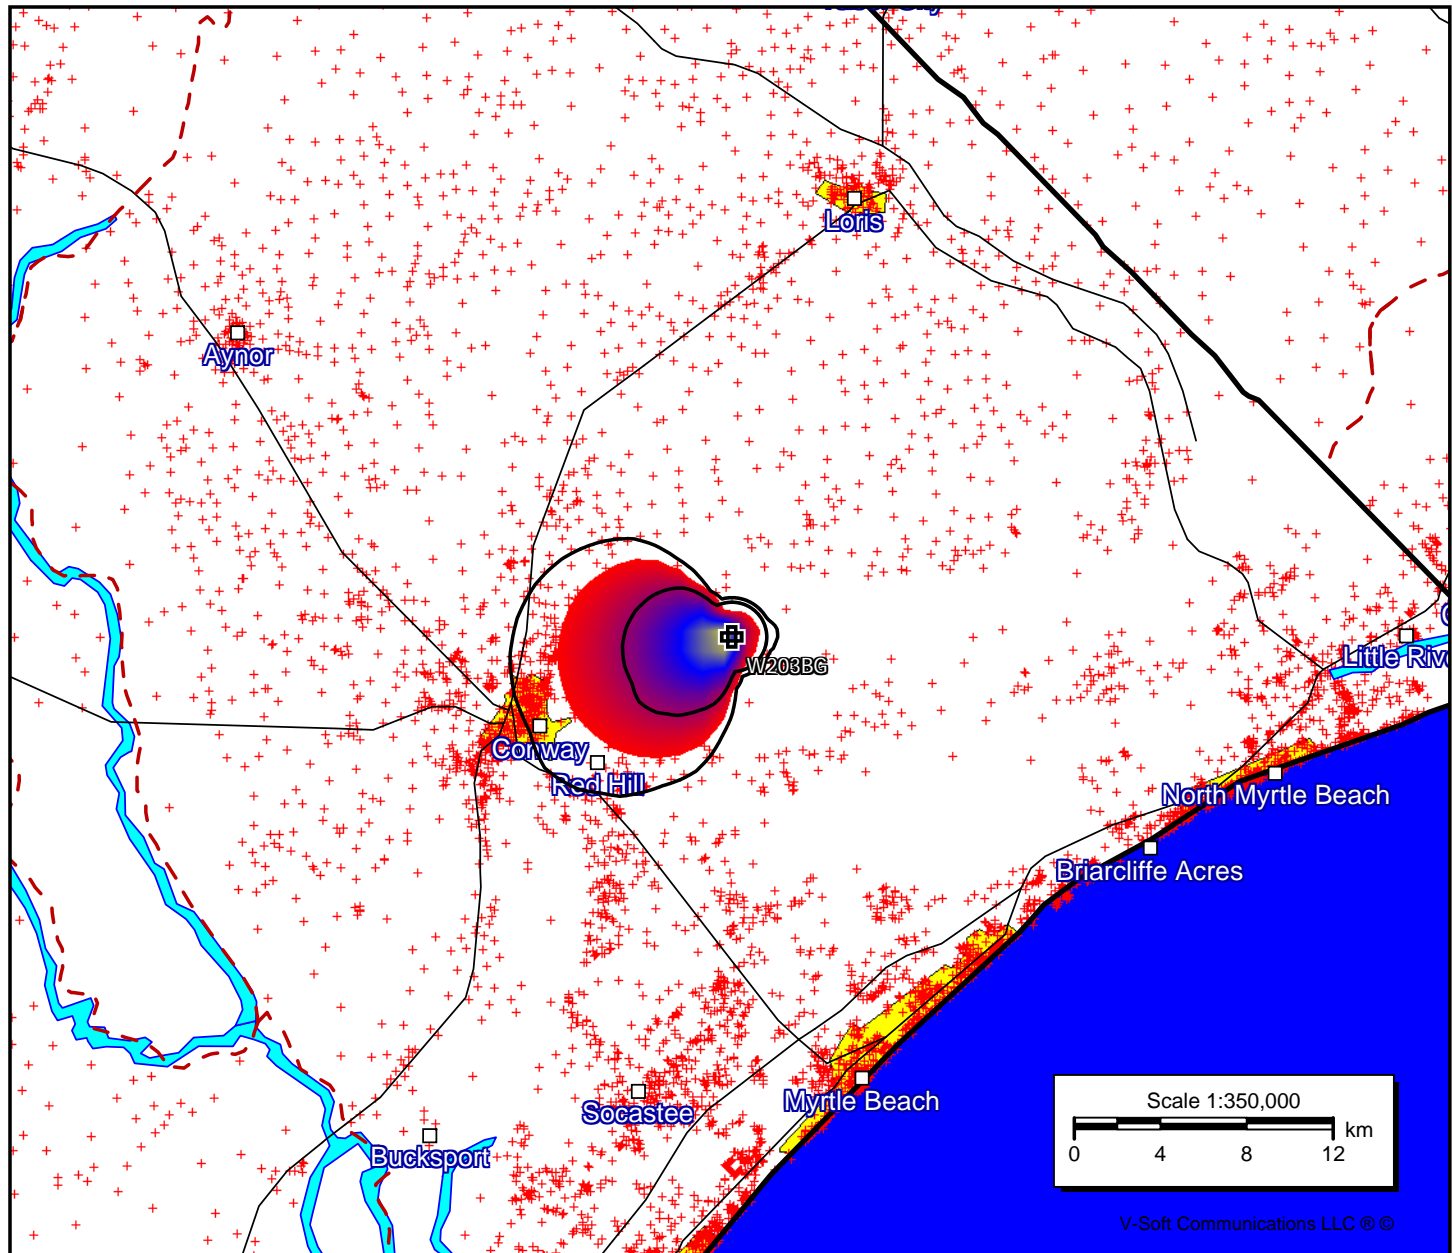 Loris
Aynor
Little Rive
W203BG
Conway
Red Hill
North Myrtle Beach
Briarcliffe Acres
Myrtle Beach
Socastee
Bucksport
Scale 1:350,000
km
0 4 8 12
V-Soft Communications LLC ® ©